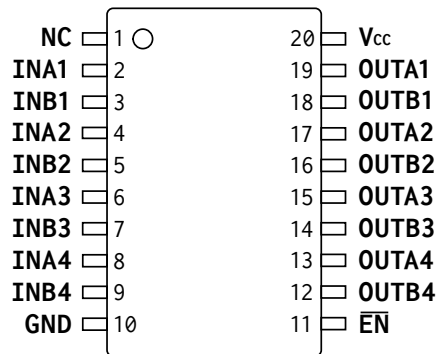 NC 1 20 Vcc
INA1 2 19 OUTA1
INB1 3 18 OUTB1
INA2 4 17 OUTA2
INB2 5 16 OUTB2
INA3 6 15 OUTA3
INB3 7 14 OUTB3
INA4 8 13 OUTA4
INB4 9 12 OUTB4
GND 10 11 E̅N̅